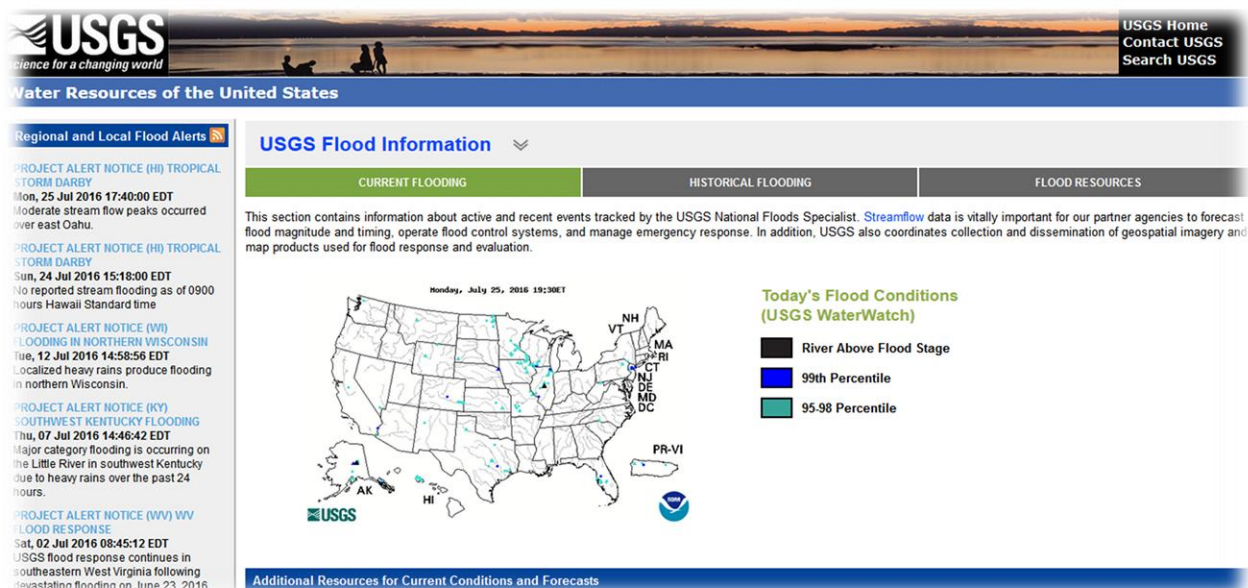 USGS
science for a changing world
USGS Home
Contact USGS
Search USGS
Water Resources of the United States
Regional and Local Flood Alerts
PROJECT ALERT NOTICE (HI) TROPICAL
STORM DARBY
Mon, 25 Jul 2016 17:40:00 EDT
Moderate stream flow peaks occurred
over east Oahu.
PROJECT ALERT NOTICE (HI) TROPICAL
STORM DARBY
Sun, 24 Jul 2016 15:18:00 EDT
No reported stream flooding as of 0900
hours Hawaii Standard time
PROJECT ALERT NOTICE (WI)
FLOODING IN NORTHERN WISCONSIN
Tue, 12 Jul 2016 14:58:56 EDT
Localized heavy rains produce flooding
in northern Wisconsin.
PROJECT ALERT NOTICE (KY)
SOUTHWEST KENTUCKY FLOODING
Thu, 07 Jul 2016 14:46:42 EDT
Major category flooding is occurring on
the Little River in southwest Kentucky
due to heavy rains over the past 24
hours.
PROJECT ALERT NOTICE (WV) WV
FLOOD RESPONSE
Sat, 02 Jul 2016 08:45:12 EDT
USGS flood response continues in
southeastern West Virginia following
devastating flooding on June 23, 2016
USGS Flood Information
CURRENT FLOODING
HISTORICAL FLOODING
FLOOD RESOURCES
This section contains information about active and recent events tracked by the USGS National Floods Specialist. Streamflow data is vitally important for our partner agencies to forecast
flood magnitude and timing, operate flood control systems, and manage emergency response. In addition, USGS also coordinates collection and dissemination of geospatial imagery and
map products used for flood response and evaluation.
Monday, July 25, 2016 19:30ET
NH
VT
MA
RI
CT
NJ
DE
MD
DC
PR-VI
AK
HI
USGS
NOAA
Today's Flood Conditions
(USGS WaterWatch)
River Above Flood Stage
99th Percentile
95-98 Percentile
Additional Resources for Current Conditions and Forecasts